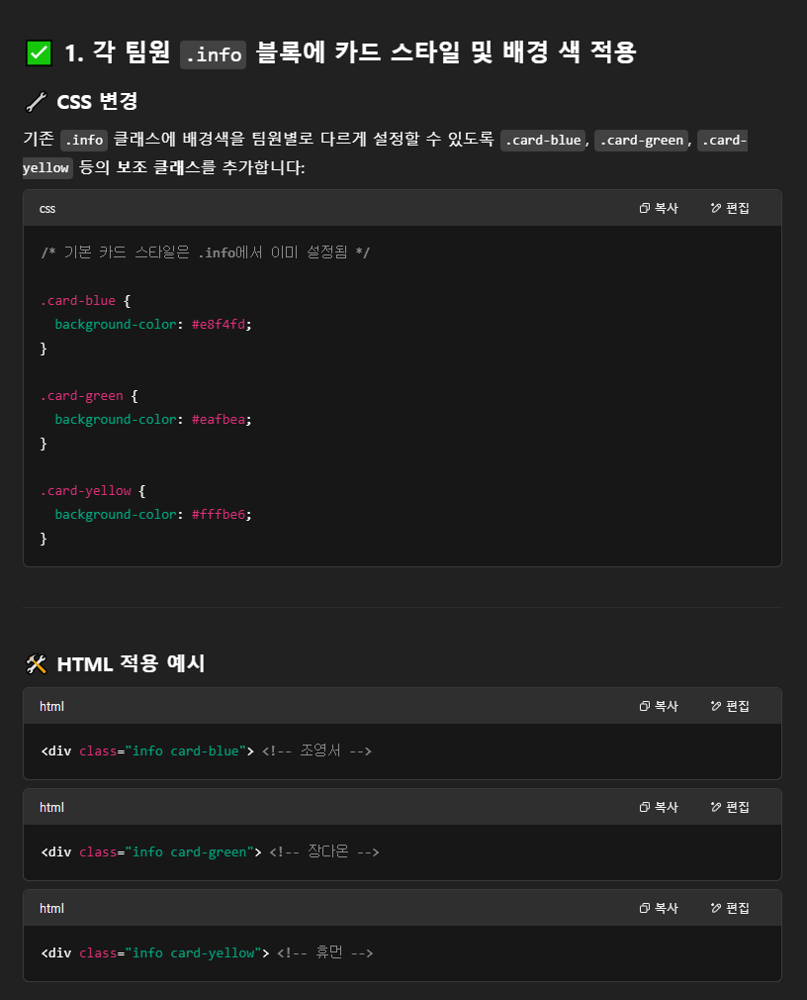 ✅ 1. 각 팀원 .info 블록에 카드 스타일 및 배경 색 적용
🔧 CSS 변경
기존 .info 클래스에 배경색을 팀원별로 다르게 설정할 수 있도록 .card-blue, .card-green, .card-
yellow 등의 보조 클래스를 추가합니다:
css 복사 편집
/* 기본 카드 스타일은 .info에서 이미 설정됨 */
.card-blue {
background-color: #e8f4fd;
}
.card-green {
background-color: #eafbea;
}
.card-yellow {
background-color: #fffbe6;
}
🛠 HTML 적용 예시
html 복사 편집
<div class="info card-blue"> <!-- 조영서 -->
html 복사 편집
<div class="info card-green"> <!-- 장다온 -->
html 복사 편집
<div class="info card-yellow"> <!-- 휴먼 -->